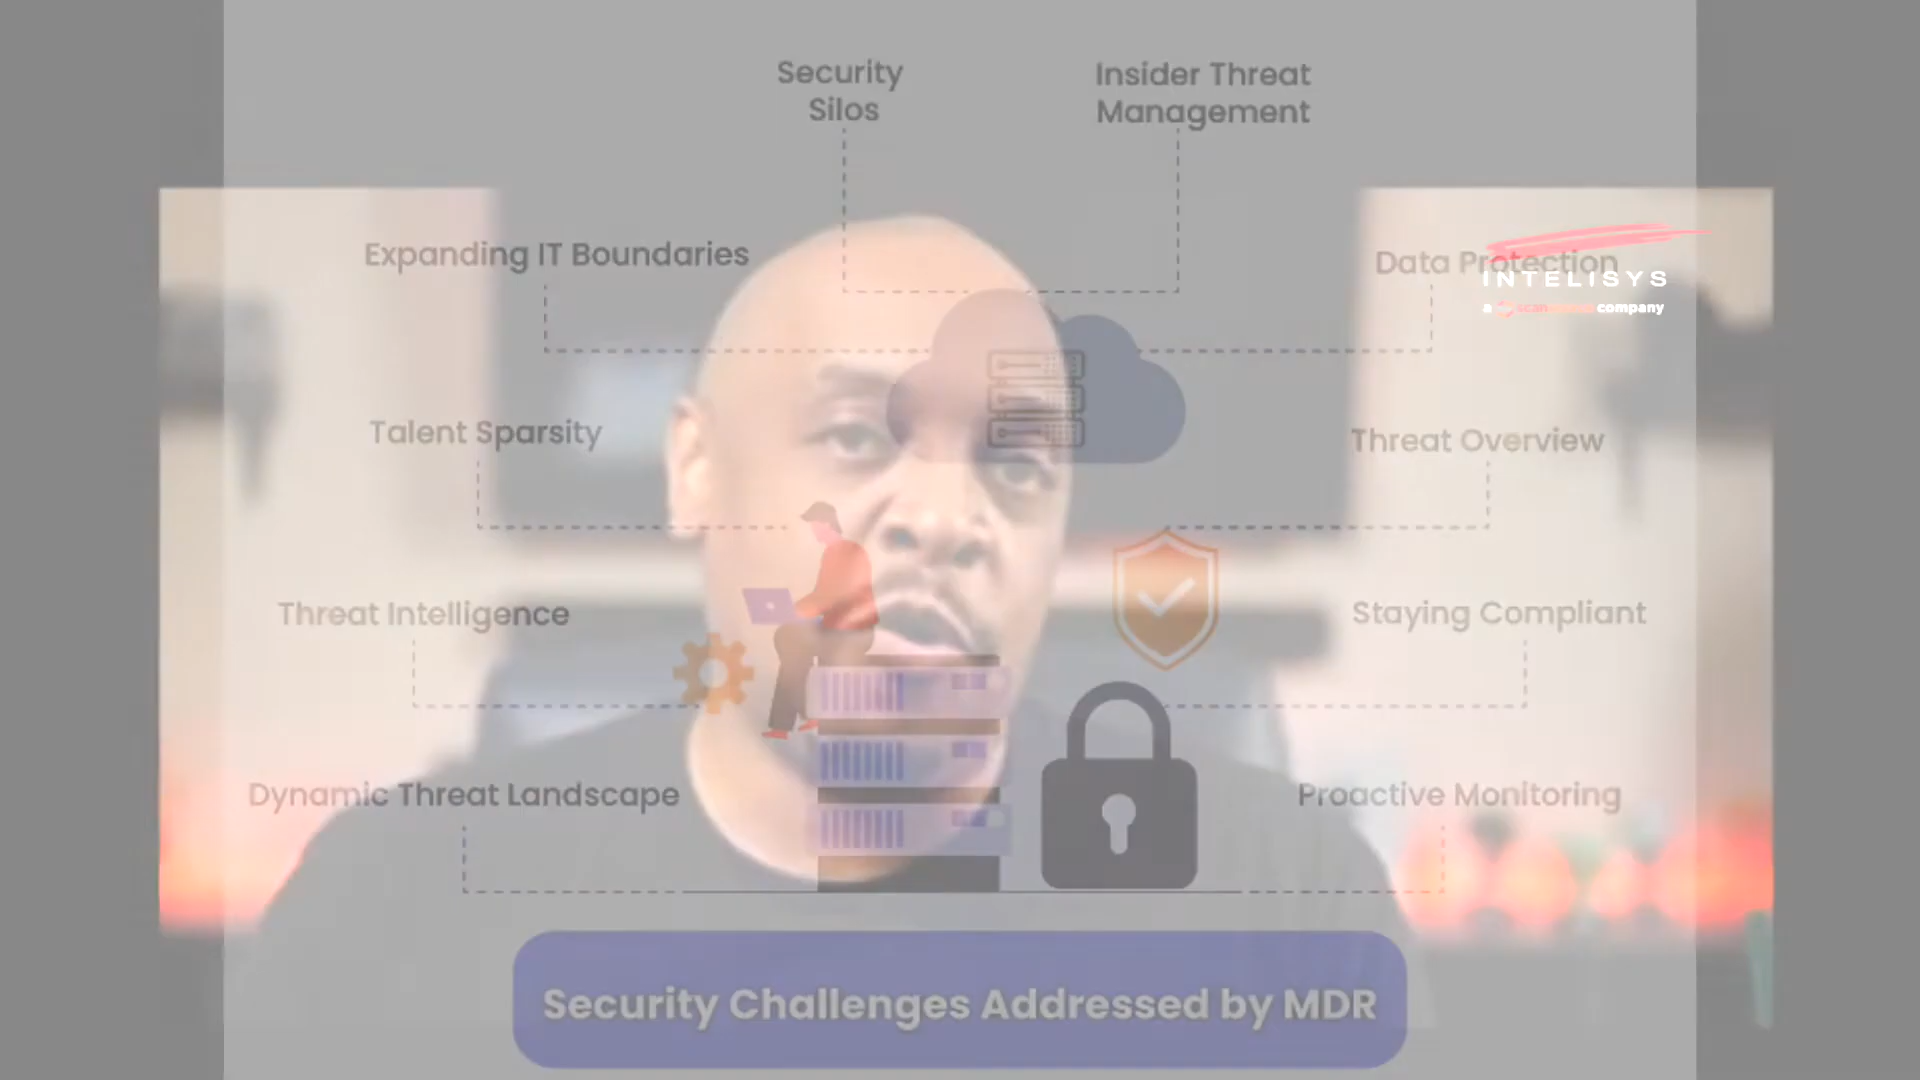 Security
Silos
Insider Threat
Management
Expanding IT Boundaries
Data Protection
INTELISYS
a scansource company
Talent Sparsity
Threat Overview
Threat Intelligence
Staying Compliant
Dynamic Threat Landscape
Proactive Monitoring
Security Challenges Addressed by MDR